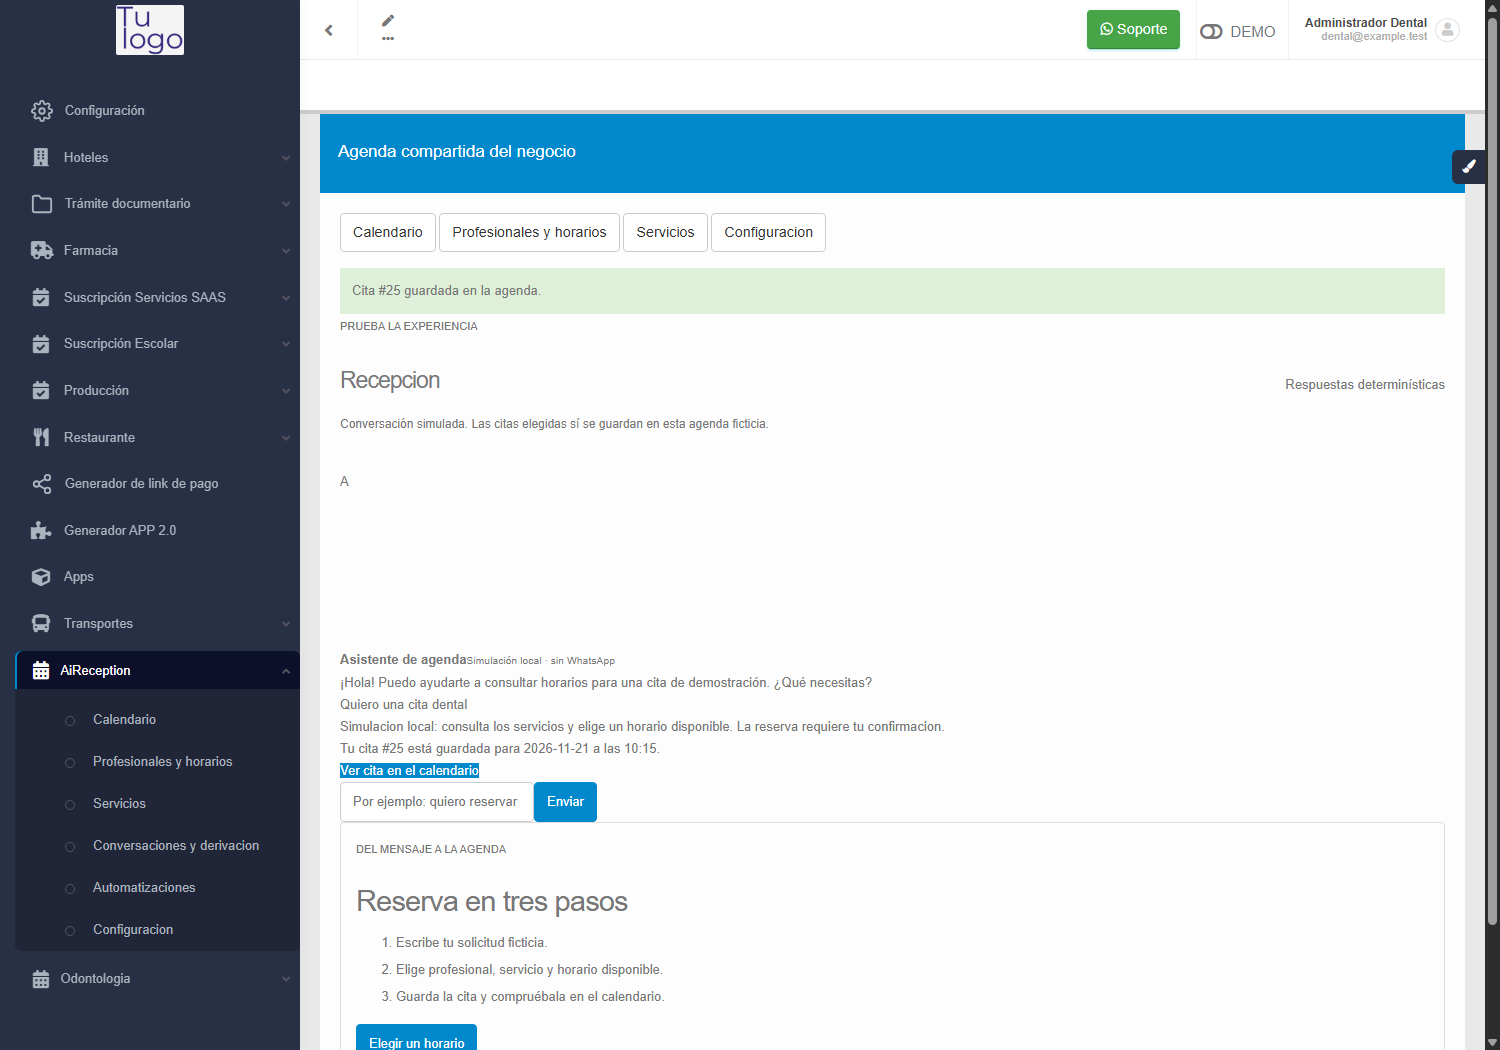 Tu
logo
Configuración
Hoteles
Trámite documentario
Farmacia
Suscripción Servicios SAAS
Suscripción Escolar
Producción
Restaurante
Generador de link de pago
Generador APP 2.0
Apps
Transportes
AiReception
Calendario
Profesionales y horarios
Servicios
Conversaciones y derivacion
Automatizaciones
Configuracion
Odontologia
Soporte
DEMO
Administrador Dental
dental@example.test
Agenda compartida del negocio
Calendario Profesionales y horarios Servicios Configuracion
Cita #25 guardada en la agenda.
PRUEBA LA EXPERIENCIA
Recepcion
Respuestas determinísticas
Conversación simulada. Las citas elegidas sí se guardan en esta agenda ficticia.
A
Asistente de agendaSimulación local · sin WhatsApp
¡Hola! Puedo ayudarte a consultar horarios para una cita de demostración. ¿Qué necesitas?
Quiero una cita dental
Simulacion local: consulta los servicios y elige un horario disponible. La reserva requiere tu confirmacion.
Tu cita #25 está guardada para 2026-11-21 a las 10:15.
Ver cita en el calendario
Por ejemplo: quiero reservar Enviar
DEL MENSAJE A LA AGENDA
Reserva en tres pasos
1. Escribe tu solicitud ficticia.
2. Elige profesional, servicio y horario disponible.
3. Guarda la cita y compruébala en el calendario.
Elegir un horario